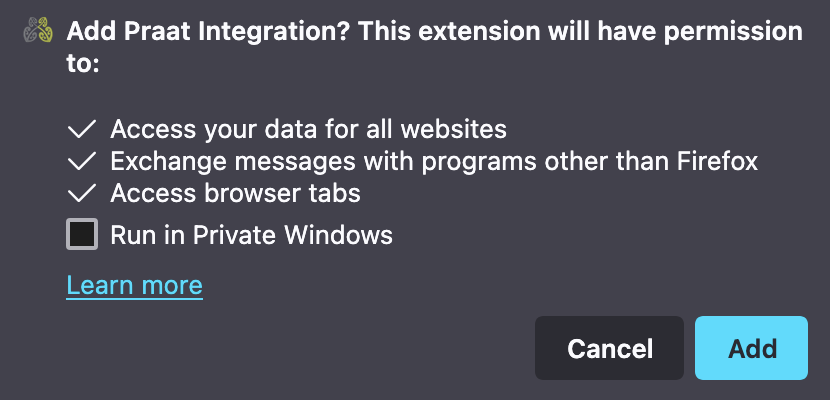 Add Praat Integration? This extension will have permission
to:
Access your data for all websites
Exchange messages with programs other than Firefox
Access browser tabs
Run in Private Windows
Learn more
Cancel Add